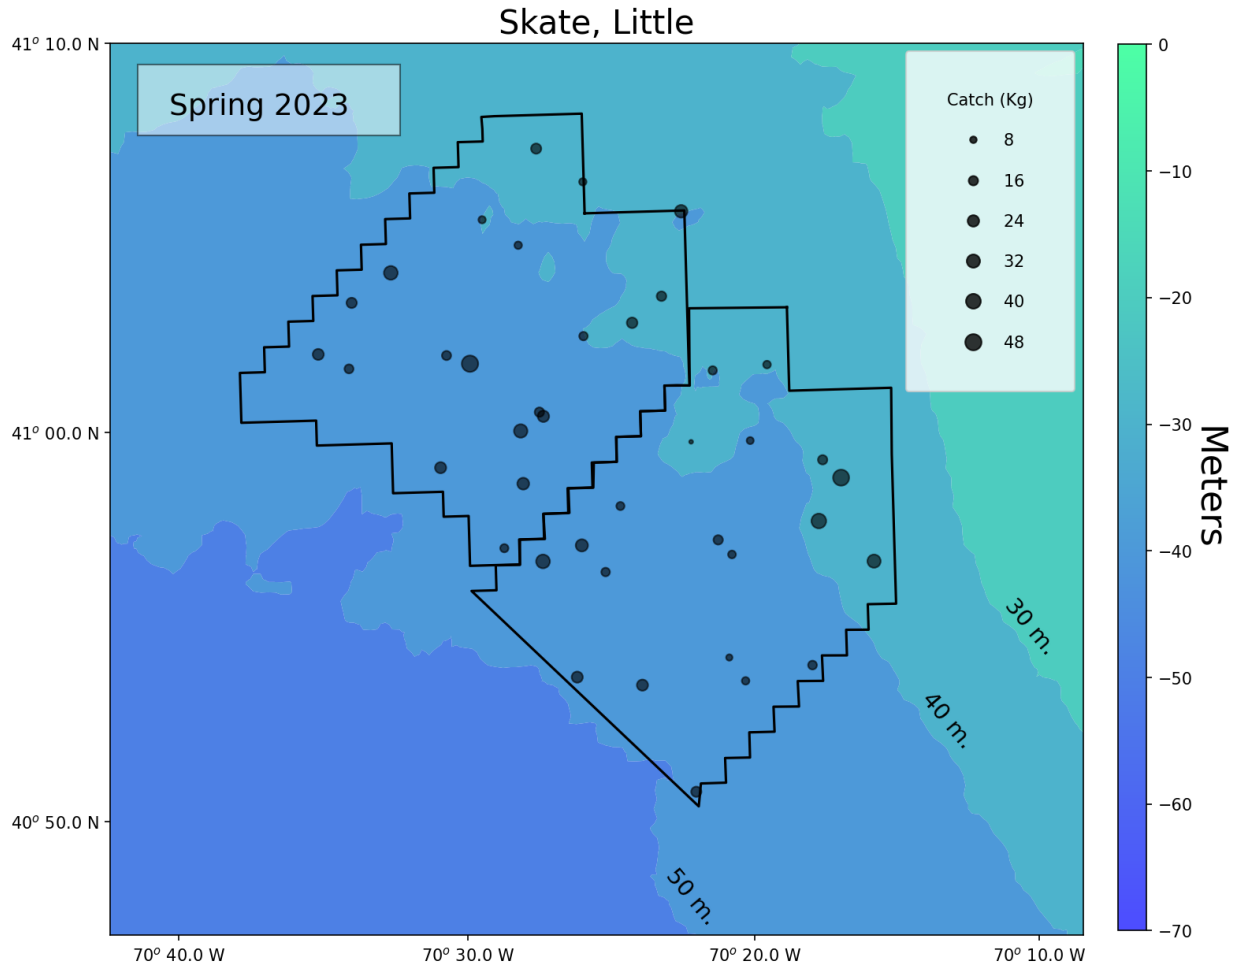 Skate, Little
41° 10.0 N
Spring 2023
Catch (Kg)
8
16
24
32
40
48
41° 00.0 N
40° 50.0 N
30 m.
40 m.
50 m.
70° 40.0 W
70° 30.0 W
70° 20.0 W
70° 10.0 W
0
−10
−20
−30
−40
−50
−60
−70
Meters